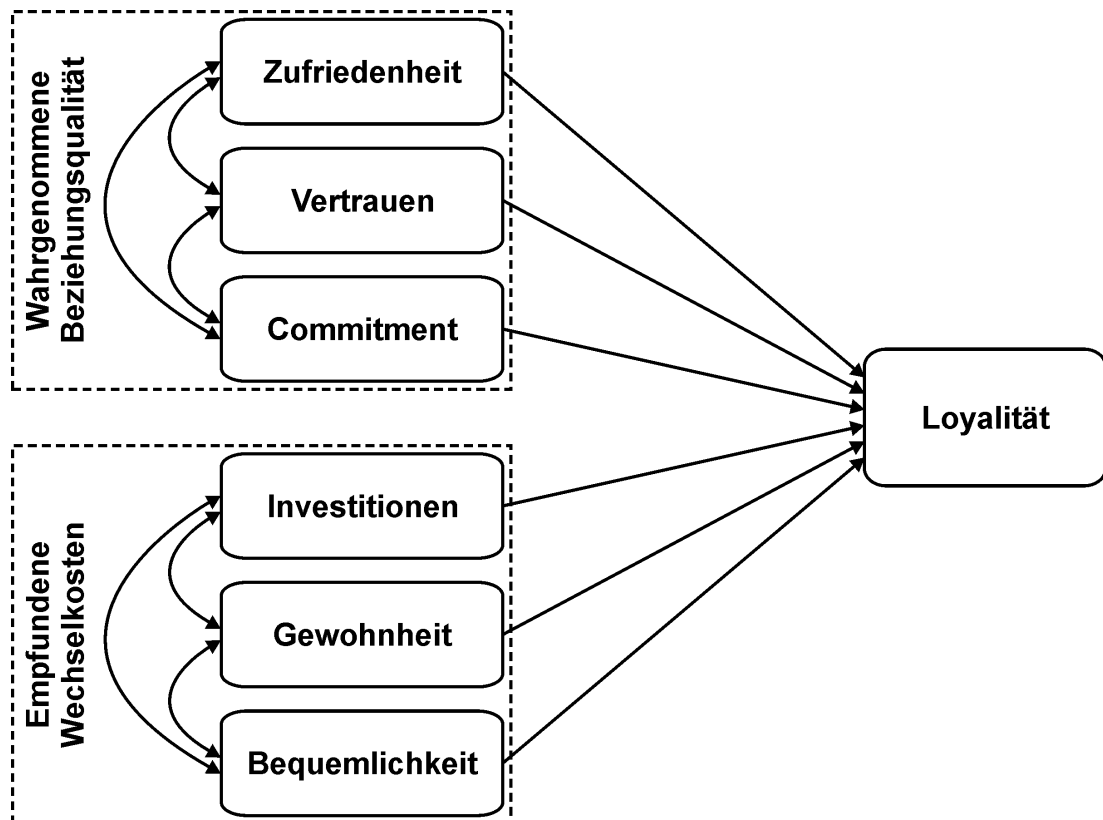 Wahrgenommene
Beziehungsqualität
Zufriedenheit
Vertrauen
Commitment
Empfundene
Wechselkosten
Investitionen
Gewohnheit
Bequemlichkeit
Loyalität